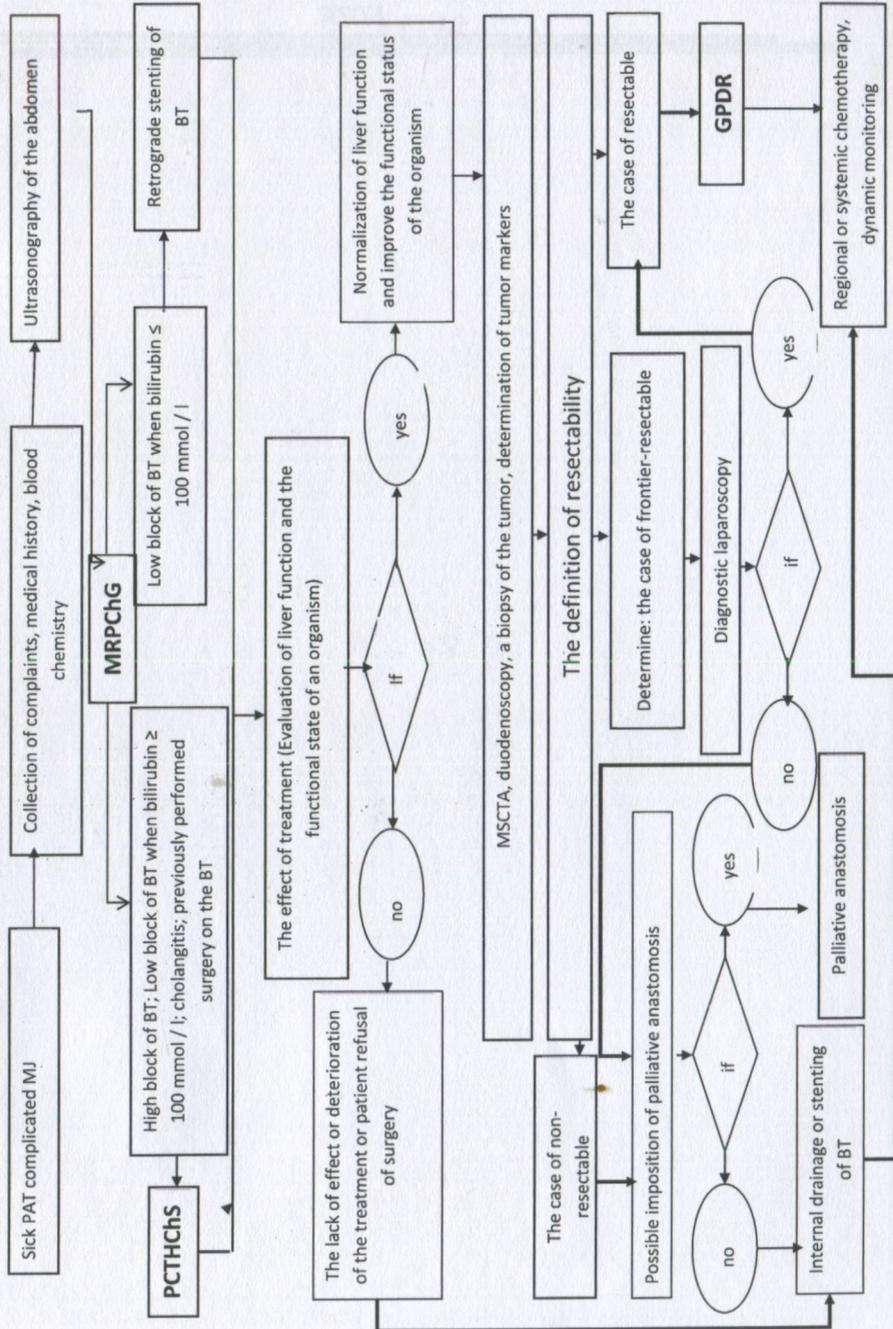 Sick PAT complicated MJ
Collection of complaints, medical history, blood
chemistry
Ultrasonography of the abdomen
MRPChG
High block of BT; Low block of BT when bilirubin ≥
100 mmol / l; cholangitis; previously performed
surgery on the BT
Low block of BT when bilirubin ≤
100 mmol / l
Retrograde stenting of
BT
PCTHChS
The effect of treatment (Evaluation of liver function and the
functional state of an organism)
if
no
yes
The lack of effect or deterioration
of the treatment or patient refusal
of surgery
Normalization of liver function
and improve the functional status
of the organism
MSCTA, duodenoscopy, a biopsy of the tumor, determination of tumor markers
The definition of resectability
The case of non-
resectable
Determine: the case of frontier-resectable
The case of resectable
Possible imposition of palliative anastomosis
Diagnostic laparoscopy
GPDR
if
no
yes
if
no
yes
Internal drainage or stenting
of BT
Palliative anastomosis
Regional or systemic chemotherapy,
dynamic monitoring